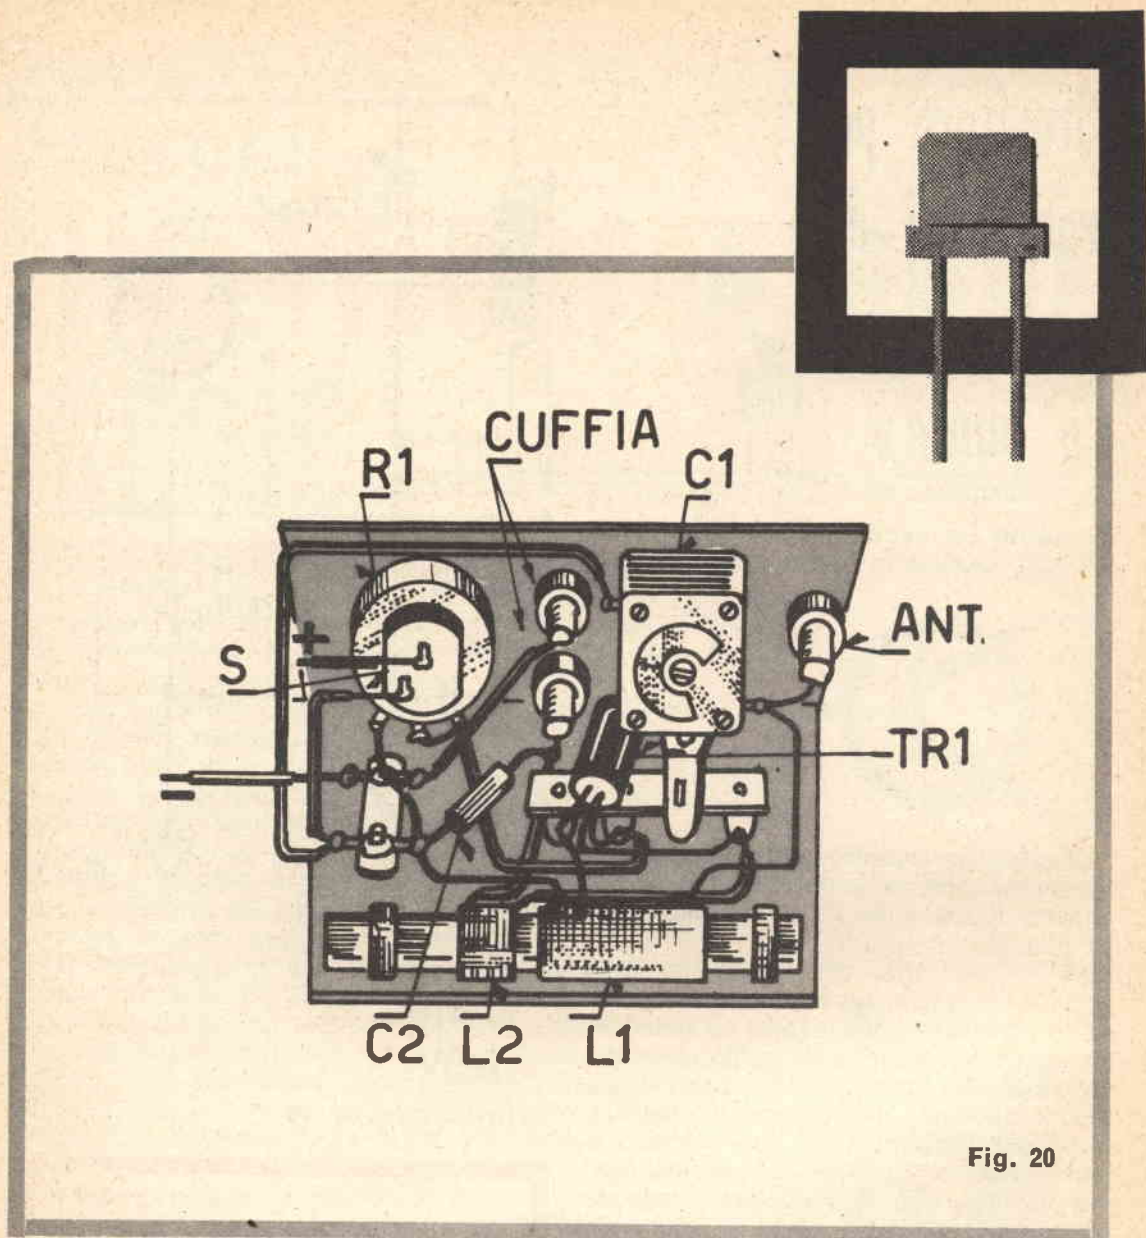 CUFFIA
R1
C1
+
S
ANT.
TR1
–
C2
L2
L1
Fig. 20